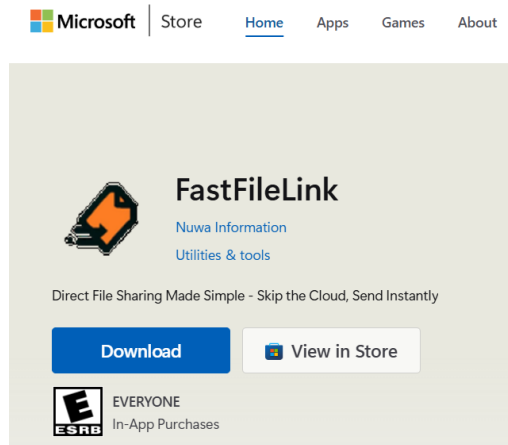 Microsoft Store Home Apps Games About
FastFileLink
Nuwa Information
Utilities & tools
Direct File Sharing Made Simple - Skip the Cloud, Send Instantly
Download View in Store
E EVERYONE
ESRB In-App Purchases